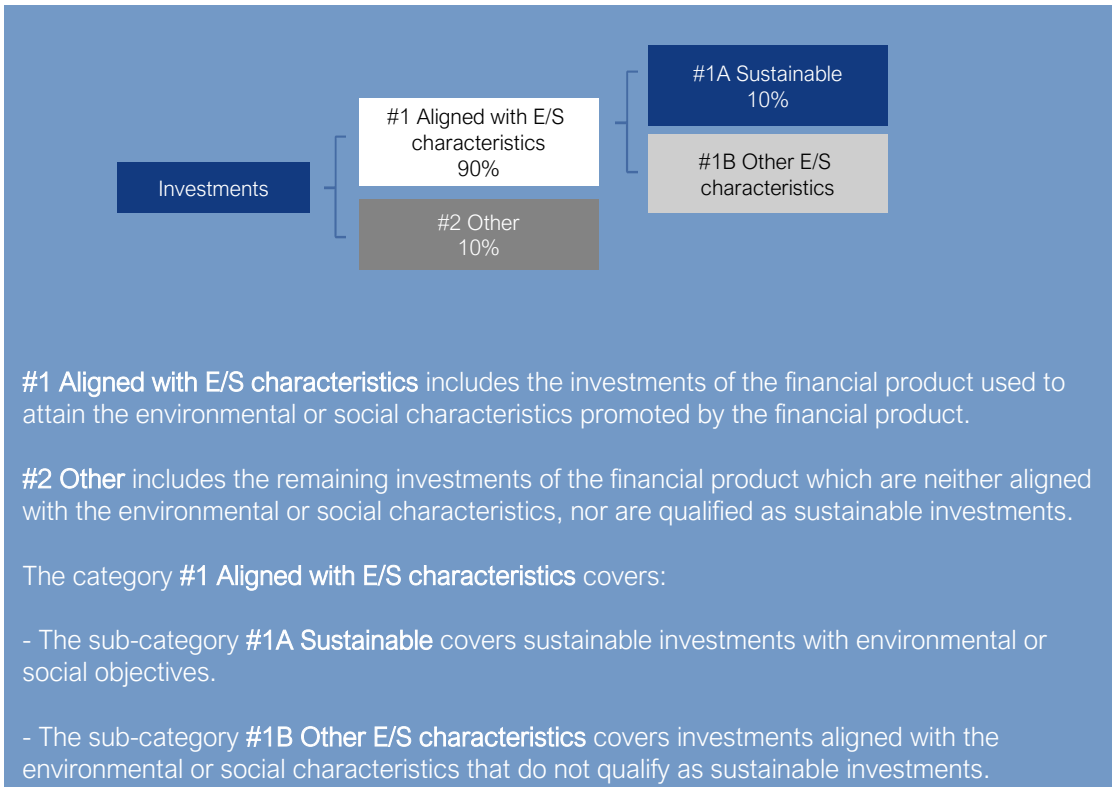 Investments
#1 Aligned with E/S
characteristics
90%
#2 Other
10%
#1A Sustainable
10%
#1B Other E/S
characteristics
#1 Aligned with E/S characteristics includes the investments of the financial product used to
attain the environmental or social characteristics promoted by the financial product.
#2 Other includes the remaining investments of the financial product which are neither aligned
with the environmental or social characteristics, nor are qualified as sustainable investments.
The category #1 Aligned with E/S characteristics covers:
- The sub-category #1A Sustainable covers sustainable investments with environmental or
social objectives.
- The sub-category #1B Other E/S characteristics covers investments aligned with the
environmental or social characteristics that do not qualify as sustainable investments.